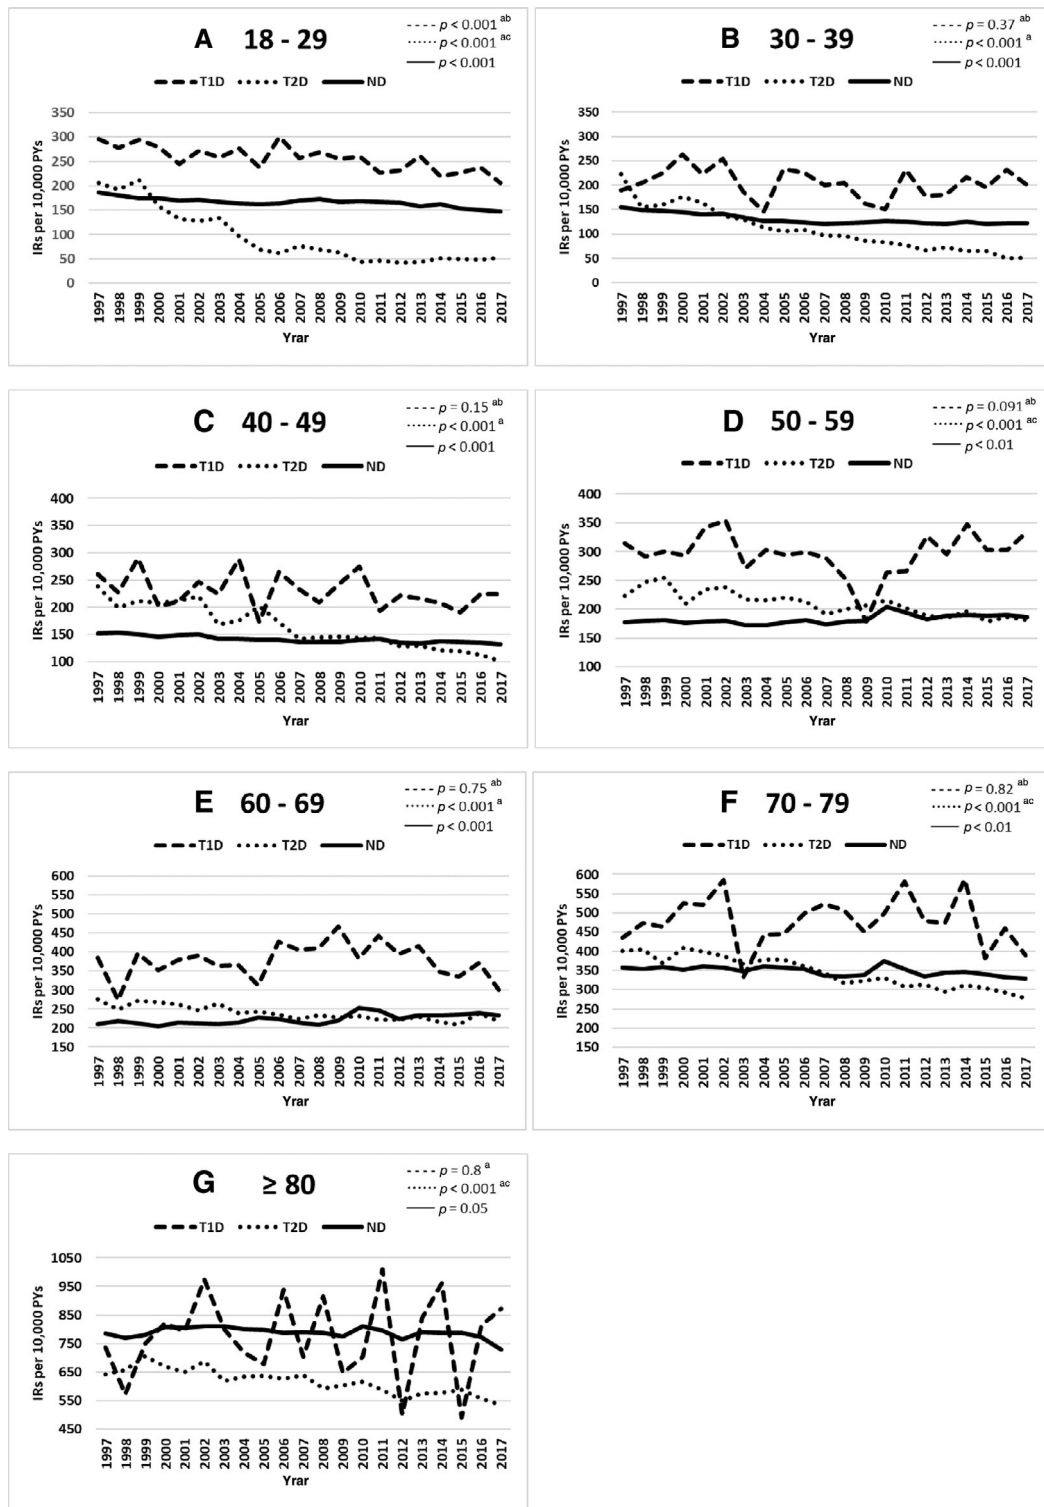 A 18 - 29
p < 0.001 ab
p < 0.001 ac
p < 0.001
T1D T2D ND
IRs per 10,000 PYs
350
300
250
200
150
100
50
0
1997 1998 1999 2000 2001 2002 2003 2004 2005 2006 2007 2008 2009 2010 2011 2012 2013 2014 2015 2016 2017
Yrar
B 30 - 39
p = 0.37 ab
p < 0.001 a
p < 0.001
T1D T2D ND
IRs per 10,000 PYs
350
300
250
200
150
100
50
0
1997 1998 1999 2000 2001 2002 2003 2004 2005 2006 2007 2008 2009 2010 2011 2012 2013 2014 2015 2016 2017
Yrar
C 40 - 49
p = 0.15 ab
p < 0.001 a
p < 0.001
T1D T2D ND
IRs per 10,000 PYs
400
350
300
250
200
150
100
1997 1998 1999 2000 2001 2002 2003 2004 2005 2006 2007 2008 2009 2010 2011 2012 2013 2014 2015 2016 2017
Yrar
D 50 - 59
p = 0.091 ab
p < 0.001 ac
p < 0.01
T1D T2D ND
IRs per 10,000 PYs
400
350
300
250
200
150
100
1997 1998 1999 2000 2001 2002 2003 2004 2005 2006 2007 2008 2009 2010 2011 2012 2013 2014 2015 2016 2017
Yrar
E 60 - 69
p = 0.75 ab
p < 0.001 a
p < 0.001
T1D T2D ND
IRs per 10,000 PYs
600
550
500
450
400
350
300
250
200
150
1997 1998 1999 2000 2001 2002 2003 2004 2005 2006 2007 2008 2009 2010 2011 2012 2013 2014 2015 2016 2017
Yrar
F 70 - 79
p = 0.82 ab
p < 0.001 ac
p < 0.01
T1D T2D ND
IRs per 10,000 PYs
600
550
500
450
400
350
300
250
200
150
1997 1998 1999 2000 2001 2002 2003 2004 2005 2006 2007 2008 2009 2010 2011 2012 2013 2014 2015 2016 2017
Yrar
G ≥ 80
p = 0.8 a
p < 0.001 ac
p = 0.05
T1D T2D ND
IRs per 10,000 PYs
1050
950
850
750
650
550
450
1997 1998 1999 2000 2001 2002 2003 2004 2005 2006 2007 2008 2009 2010 2011 2012 2013 2014 2015 2016 2017
Yrar